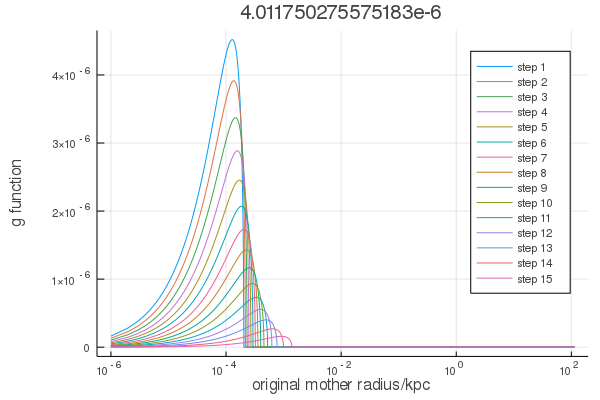 4.0111750275575183e-6
g function
4×10⁻⁶
3×10⁻⁶
2×10⁻⁶
1×10⁻⁶
0
10⁻⁶
10⁻⁴
10⁻²
10⁰
10²
original mother radius/kpc
step 1
step 2
step 3
step 4
step 5
step 6
step 7
step 8
step 9
step 10
step 11
step 12
step 13
step 14
step 15